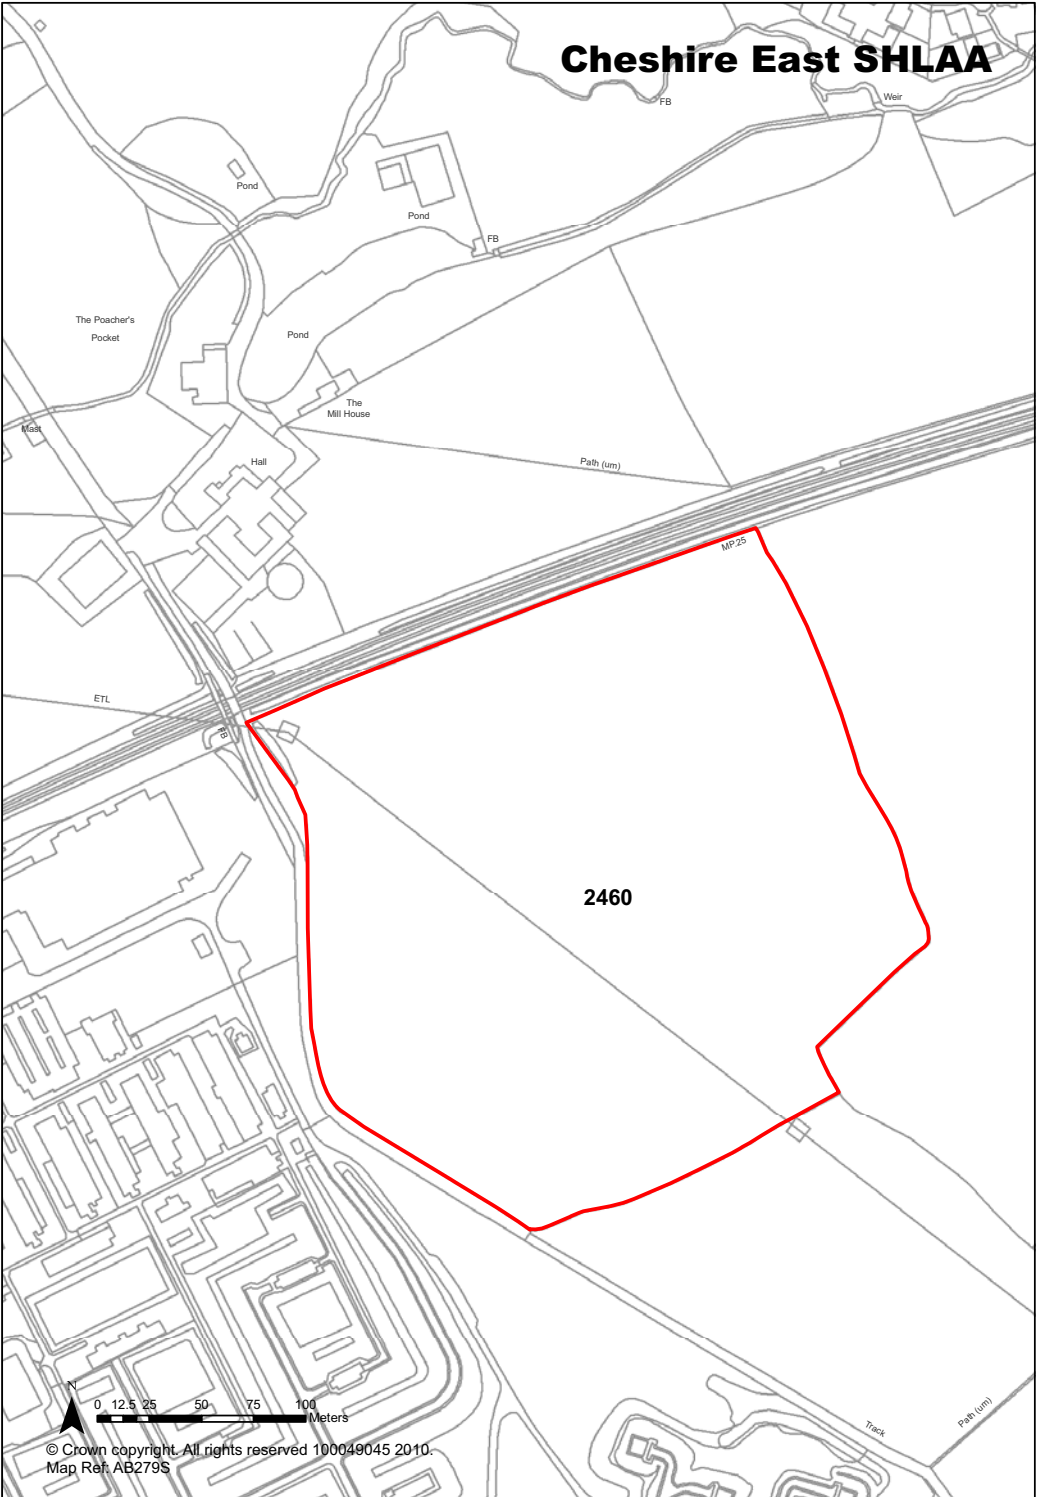 Cheshire East SHLAA
Weir
FB
Pond
Pond
FB
The Poacher's
Pocket
Pond
The
Mill House
Mast
Hall
Path (um)
MP.25
ETL
FB
2460
N
0 12.5 25 50 75 100
Meters
Track
Path (um)
© Crown copyright. All rights reserved 100049045 2010.
Map Ref: AB279S